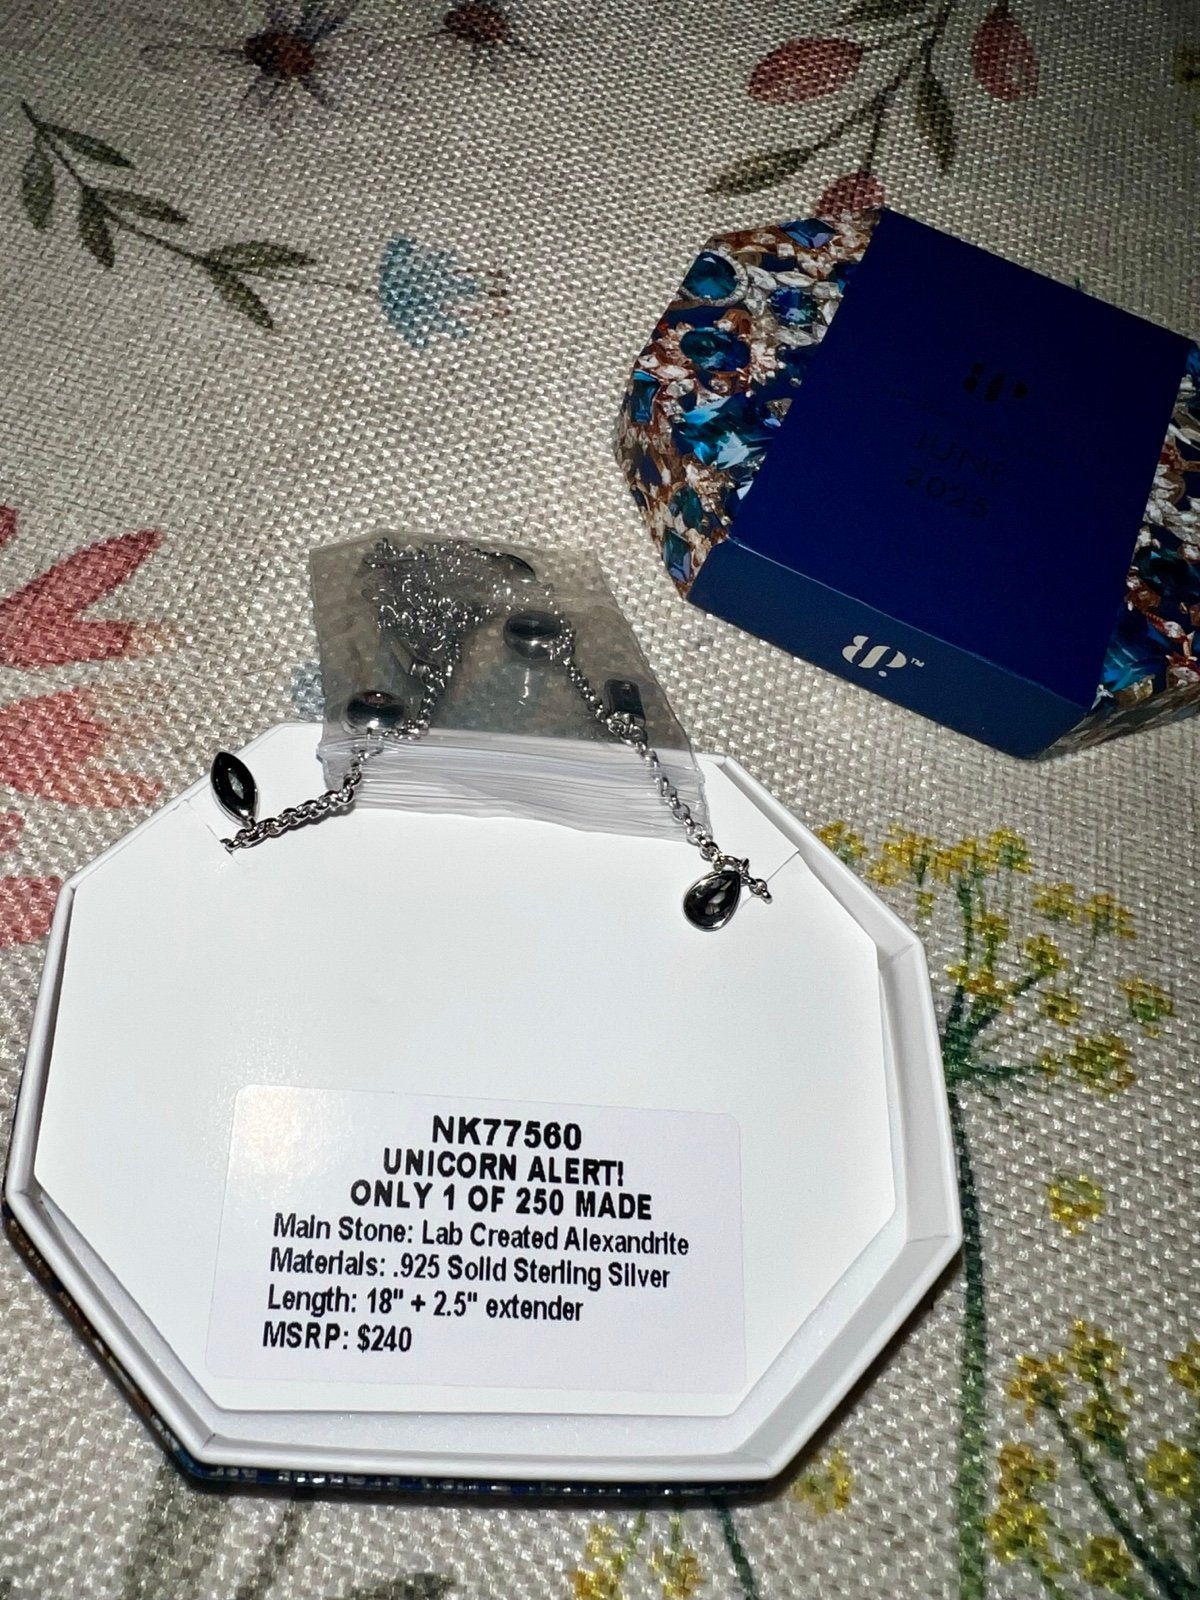 JUNE
2025
NK77560
UNICORN ALERT!
ONLY 1 OF 250 MADE
Main Stone: Lab Created Alexandrite
Materials: .925 Solid Sterling Silver
Length: 18" + 2.5" extender
MSRP: $240